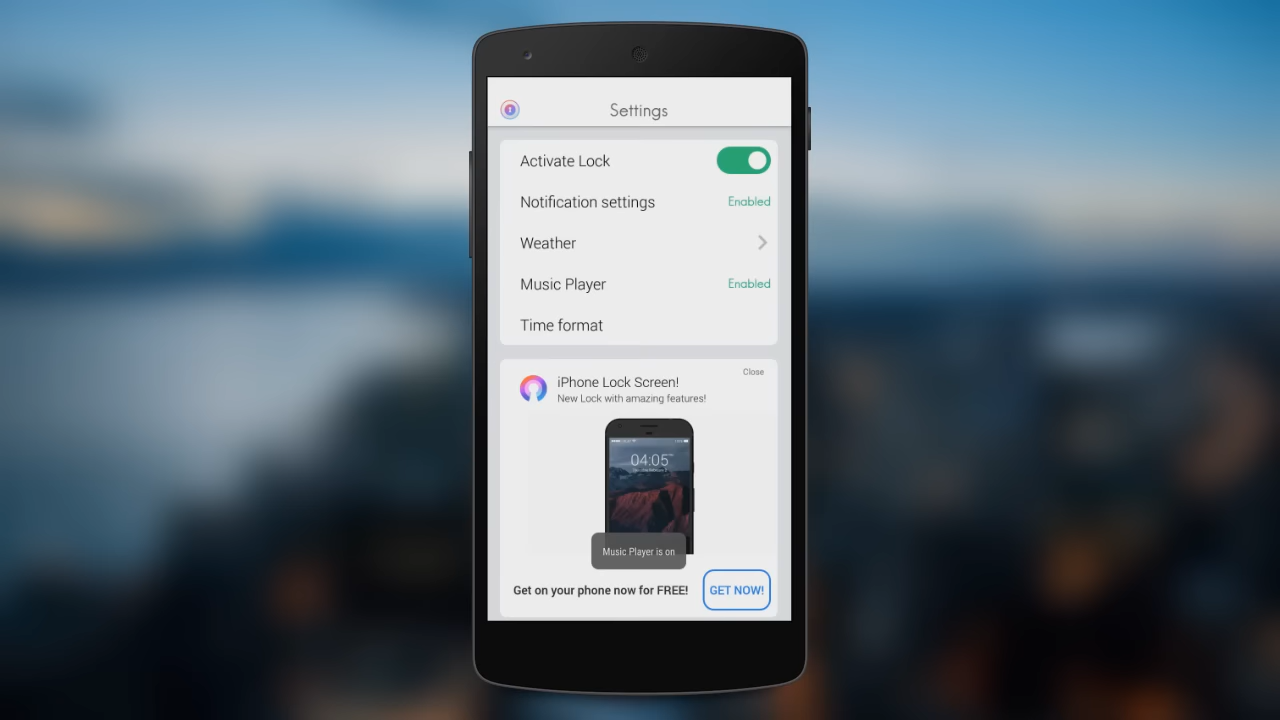 Settings
Activate Lock
Notification settings
Enabled
Weather
Music Player
Enabled
Time format
Close
iPhone Lock Screen!
New Lock with amazing features!
04:05
Music Player is on
Get on your phone now for FREE!
GET NOW!